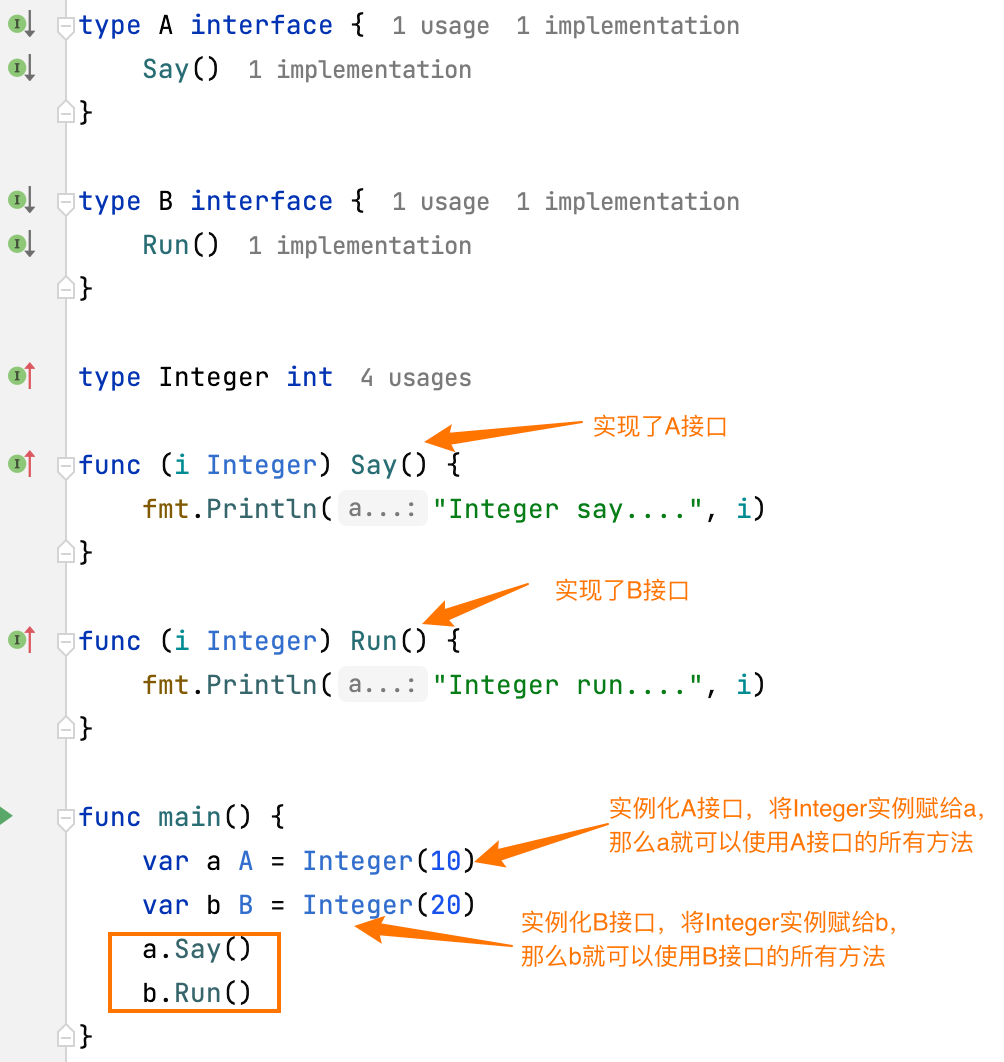 type A interface {  1 usage  1 implementation
    Say()  1 implementation
}
type B interface {  1 usage  1 implementation
    Run()  1 implementation
}
type Integer int  4 usages
实现了A接口
func (i Integer) Say() {
    fmt.Println( a...: "Integer say....", i)
}
实现了B接口
func (i Integer) Run() {
    fmt.Println( a...: "Integer run....", i)
}
实例化A接口，将Integer实例赋给a，
那么a就可以使用A接口的所有方法
func main() {
    var a A = Integer(10)
    var b B = Integer(20)
实例化B接口，将Integer实例赋给b，
那么b就可以使用B接口的所有方法
    a.Say()
    b.Run()
}